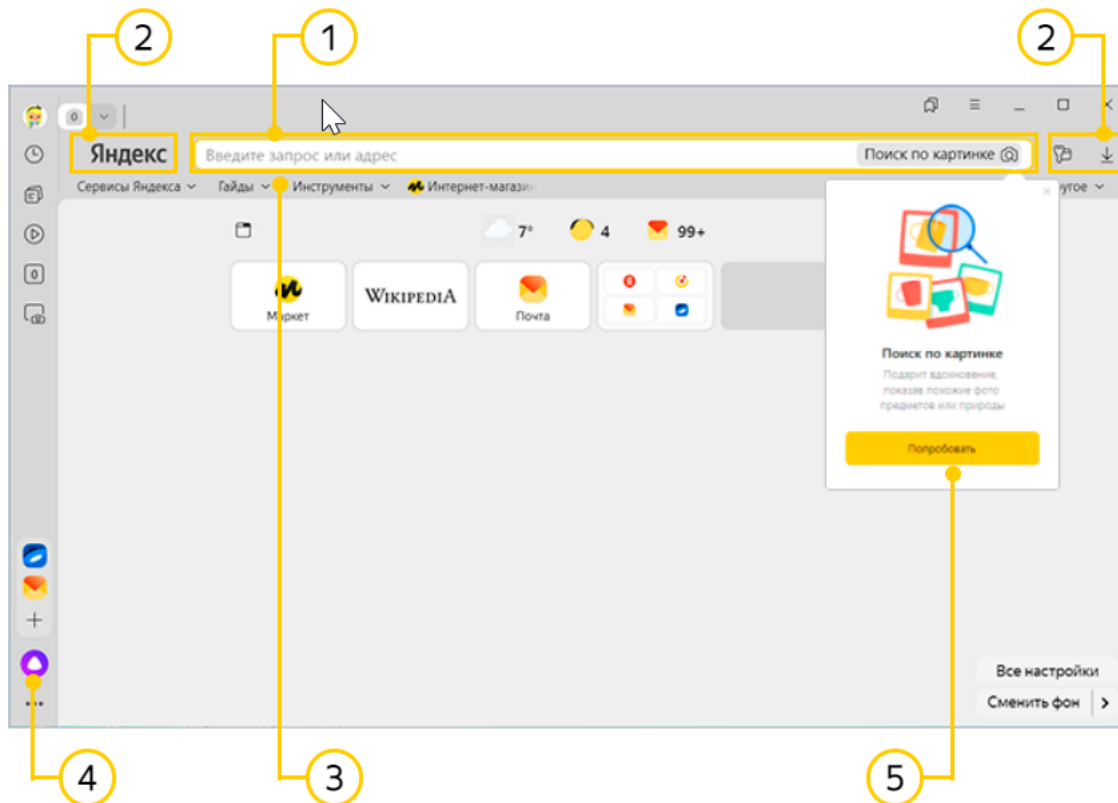 2 1 2
0
Яндекс Введите запрос или адрес Поиск по картинке
Сервисы Яндекса Гайды Инструменты Интернет-магази ругое
7° 4 99+
0
Маркет WIKIPEDIA Почта
Поиск по картинке
Подарит вдохновение,
показав похожие фото
предметов или природы
Попробовать
Все настройки
Сменить фон
4 3 5